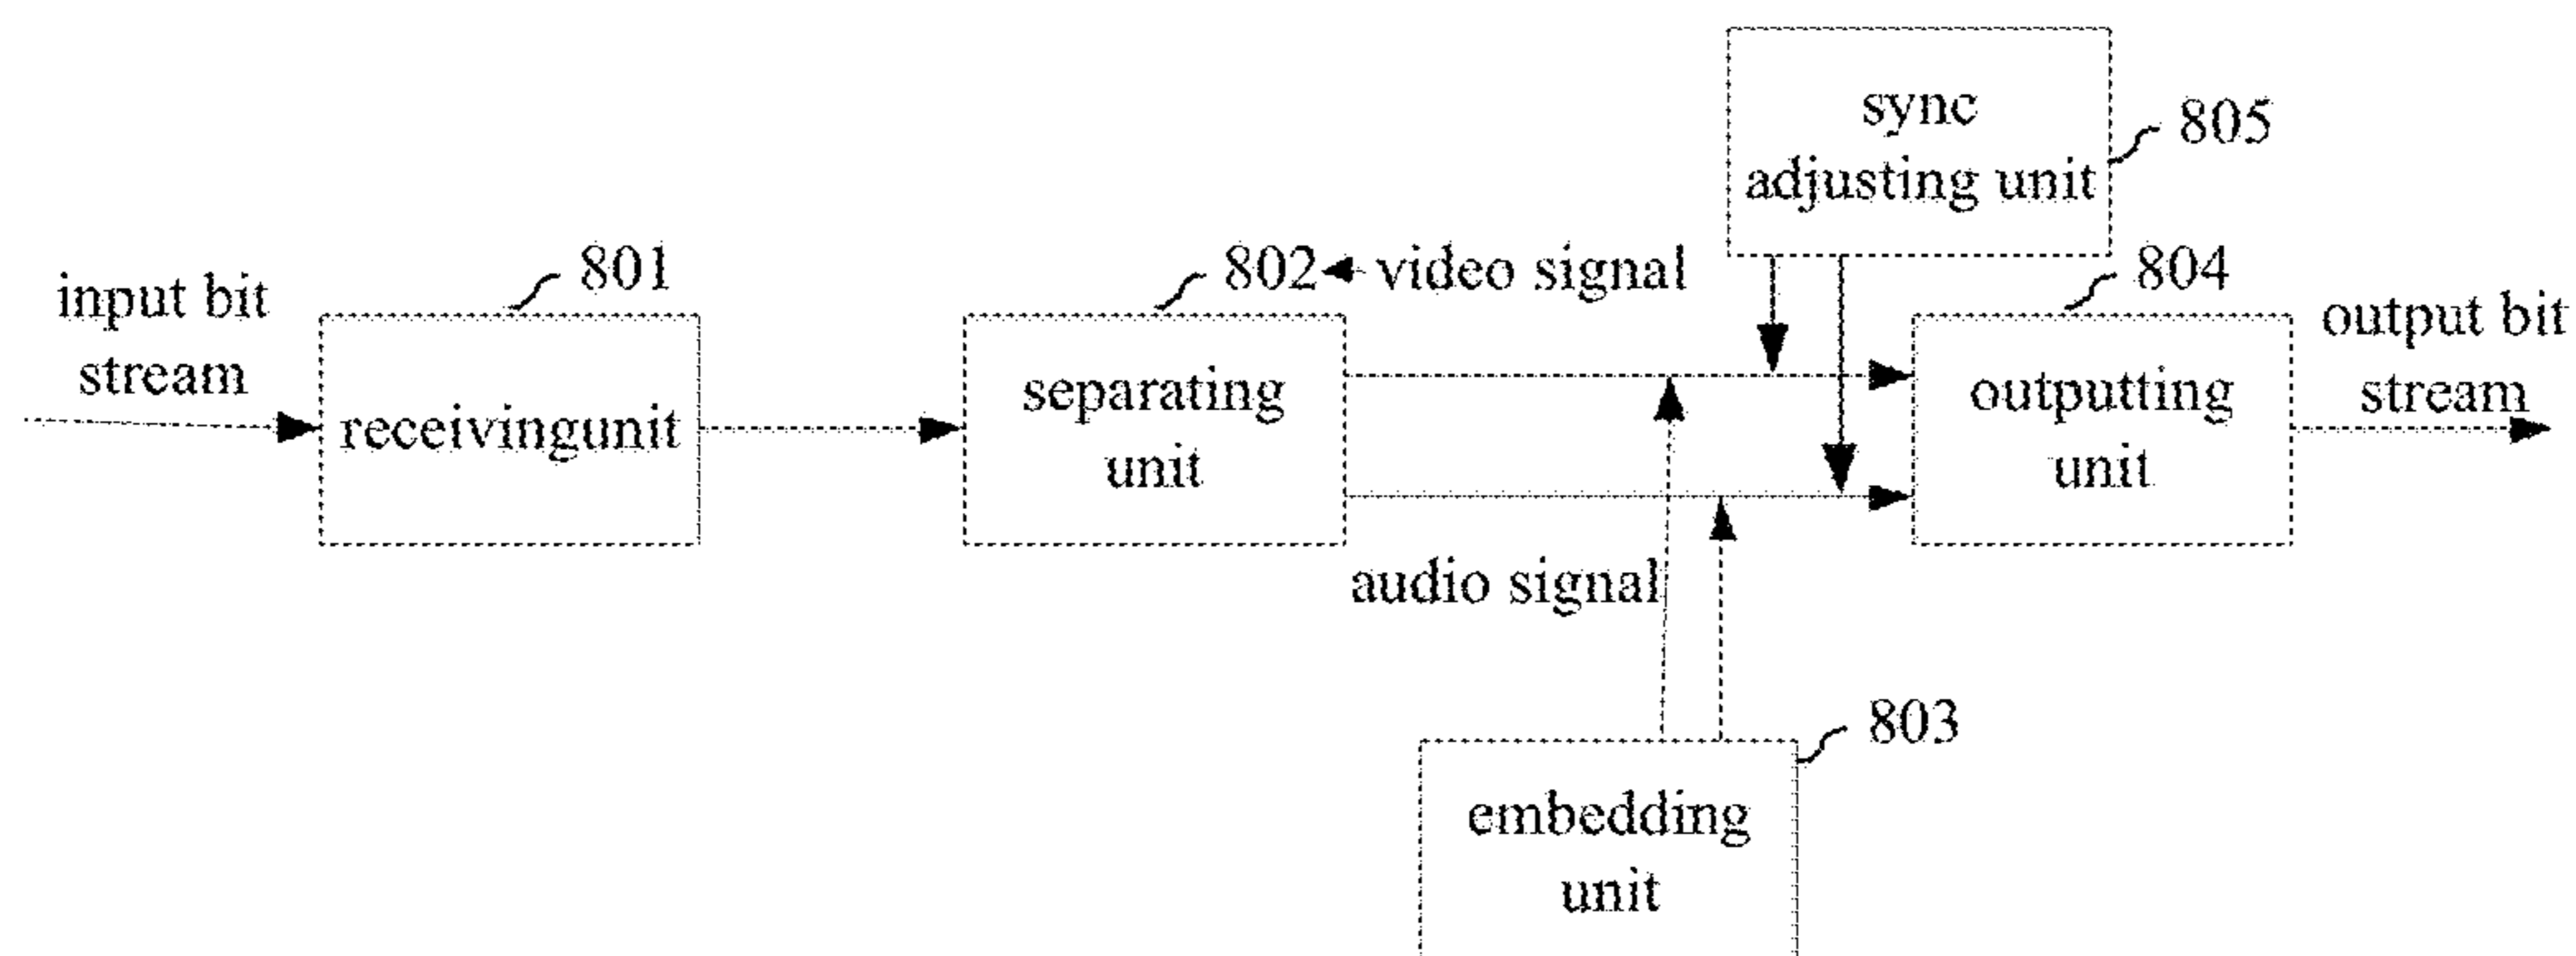 sync
adjusting unit
805
input bit
stream
801
receivingunit
802
video signal
separating
unit
804
outputting
unit
output bit
stream
audio signal
803
embedding
unit